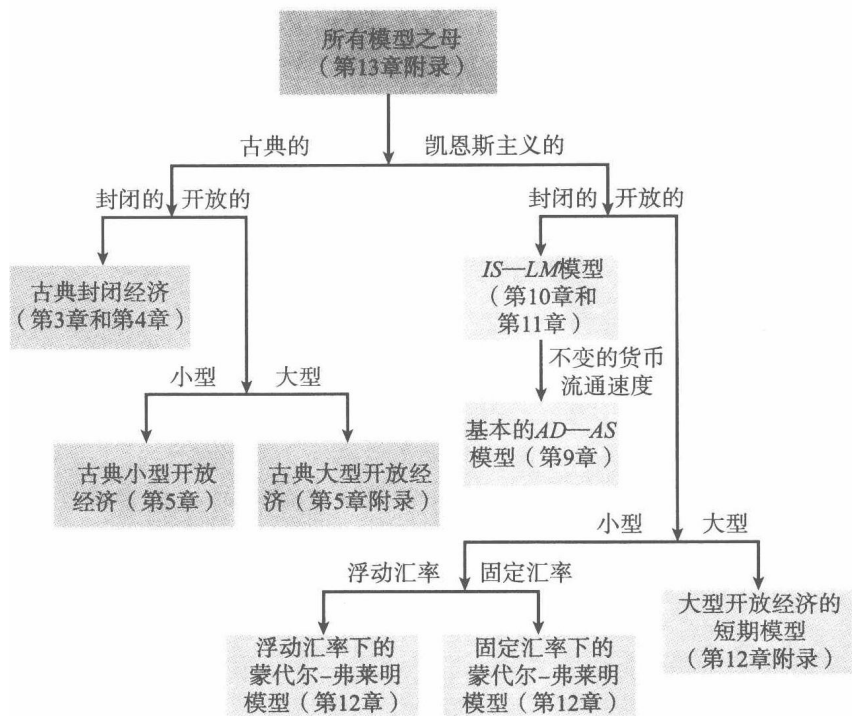 所有模型之母
（第13章附录）
古典的
凯恩斯主义的
封闭的
开放的
封闭的
开放的
古典封闭经济
（第3章和第4章）
IS—LM模型
（第10章和
第11章）
不变的货币
流通速度
小型
大型
基本的AD—AS
模型（第9章）
古典小型开放
经济（第5章）
古典大型开放经
济（第5章附录）
小型
大型
浮动汇率
固定汇率
大型开放经济的
短期模型
（第12章附录）
浮动汇率下的
蒙代尔–弗莱明
模型（第12章）
固定汇率下的
蒙代尔–弗莱明
模型（第12章）